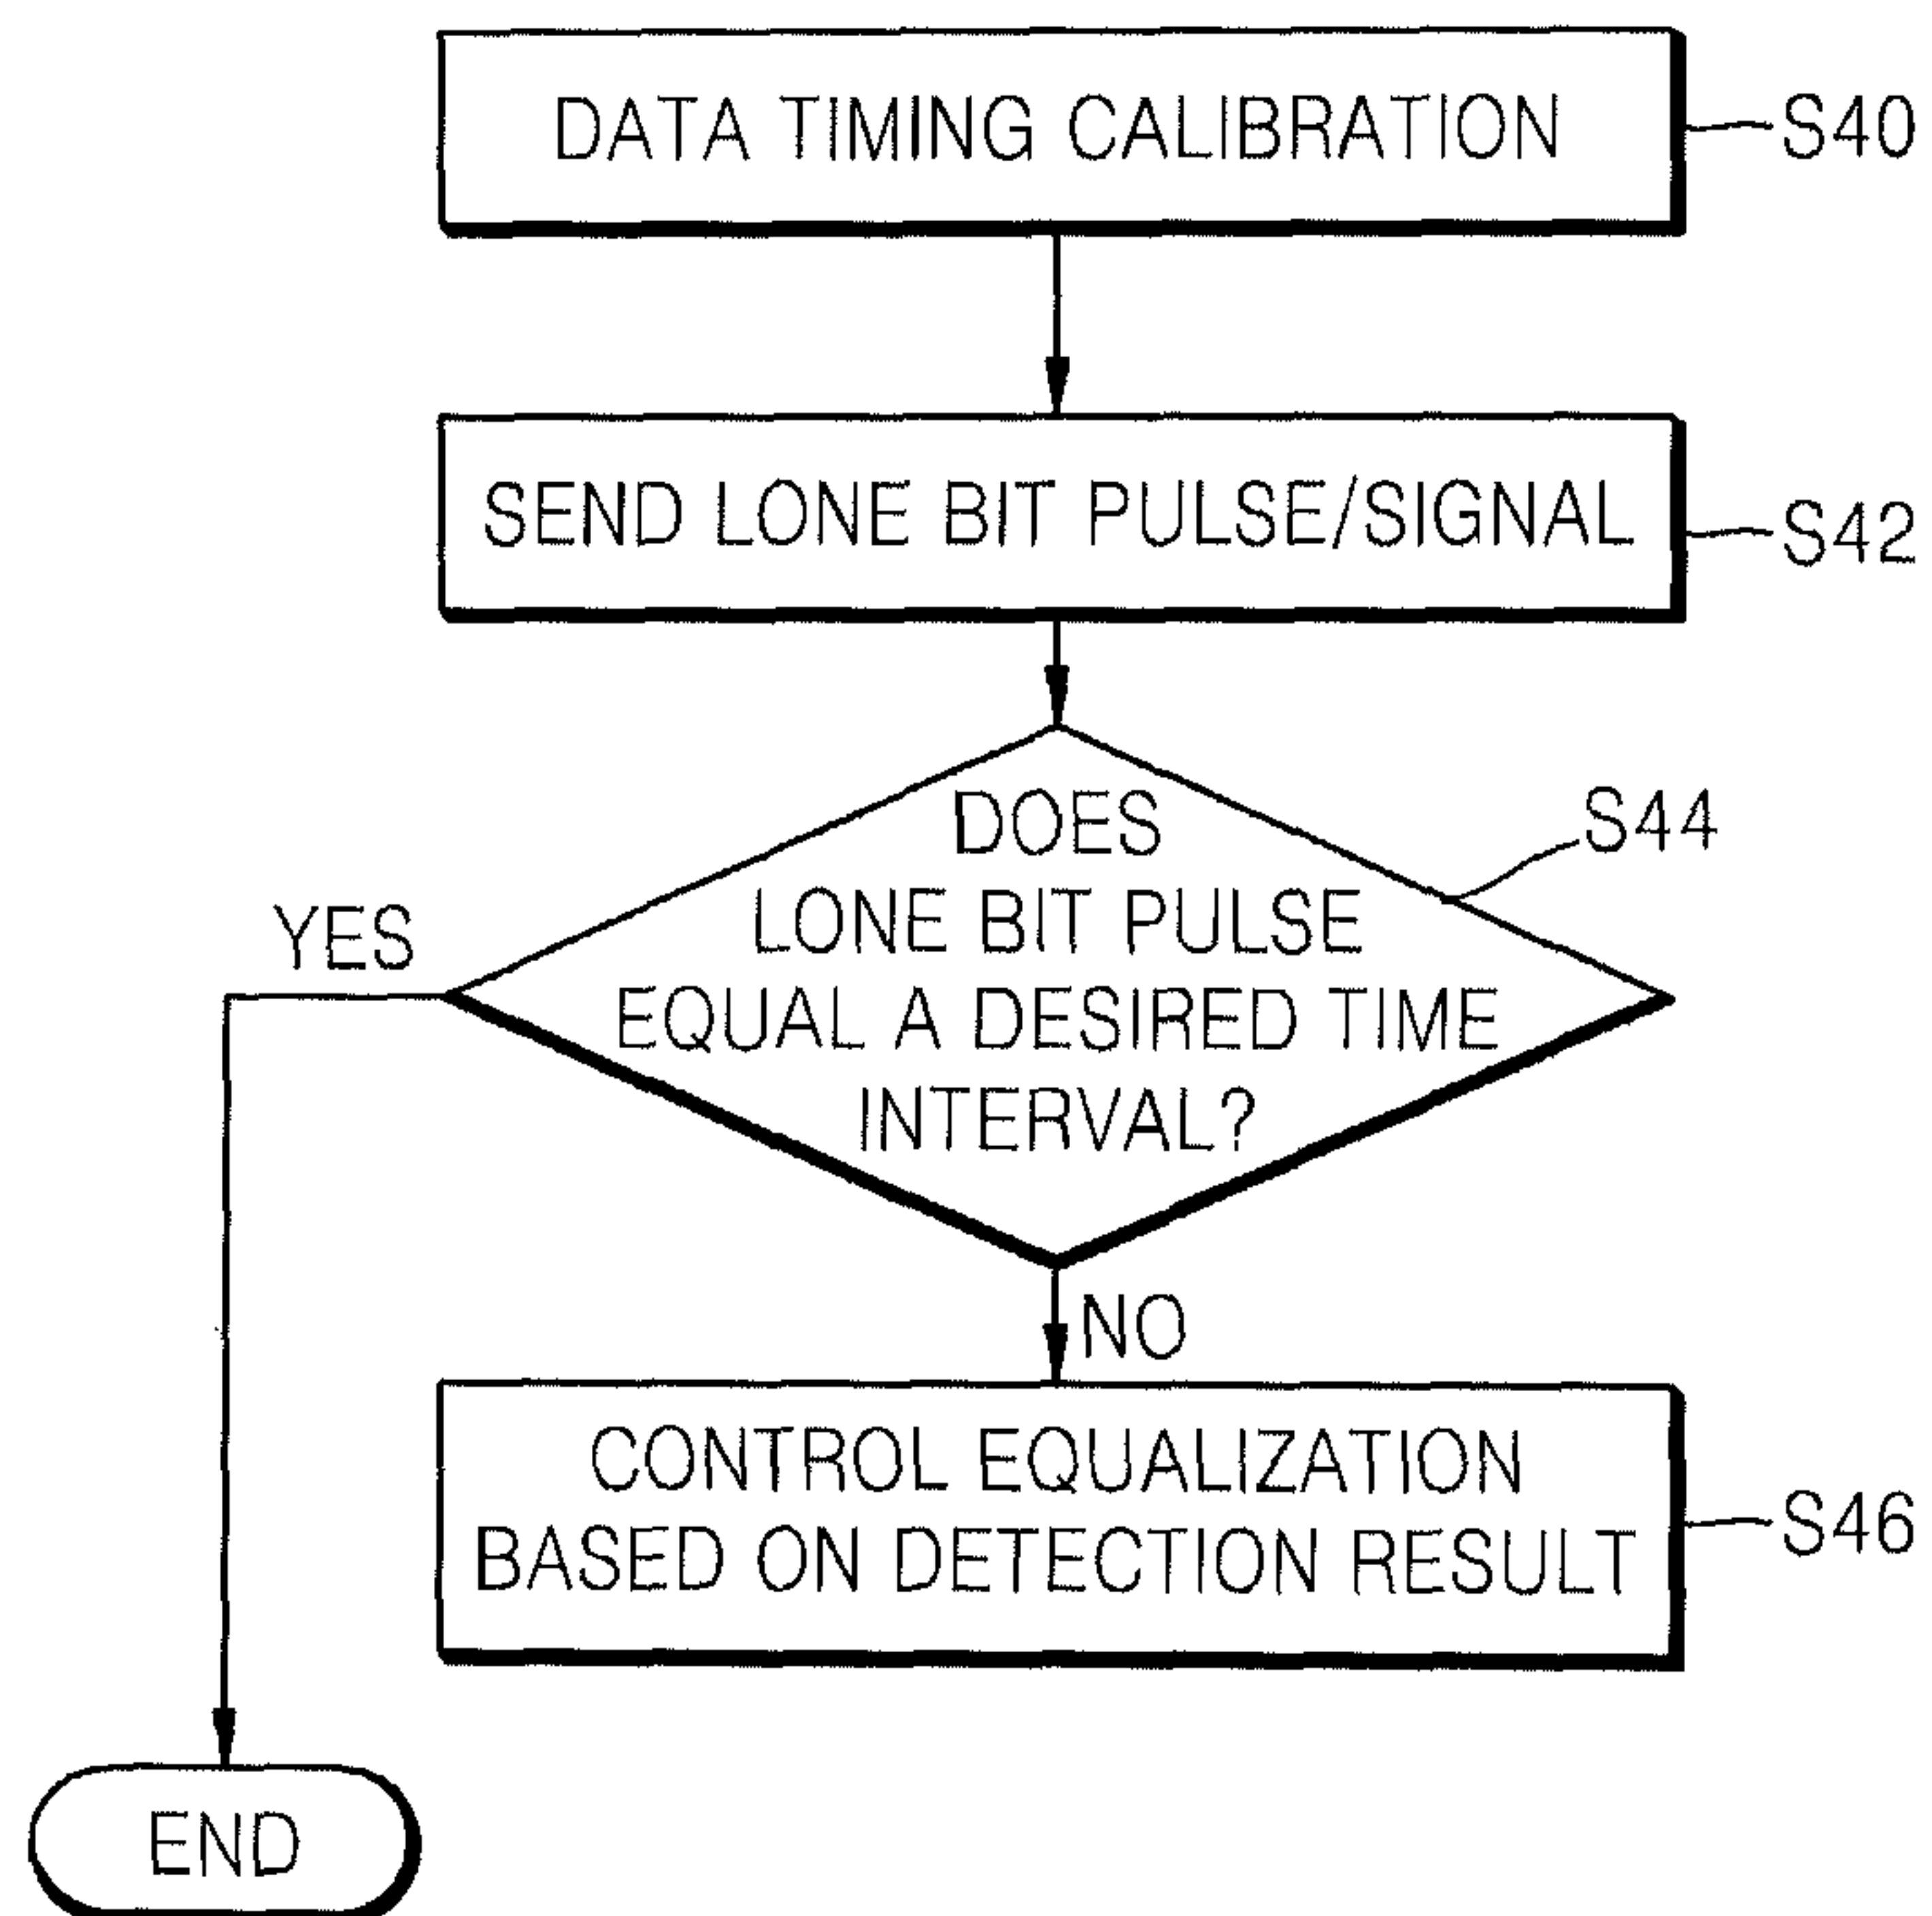 DATA TIMING CALIBRATION
S40
SEND LONE BIT PULSE/SIGNAL
S42
DOES
LONE BIT PULSE
EQUAL A DESIRED TIME
INTERVAL?
S44
YES
NO
CONTROL EQUALIZATION
BASED ON DETECTION RESULT
S46
END